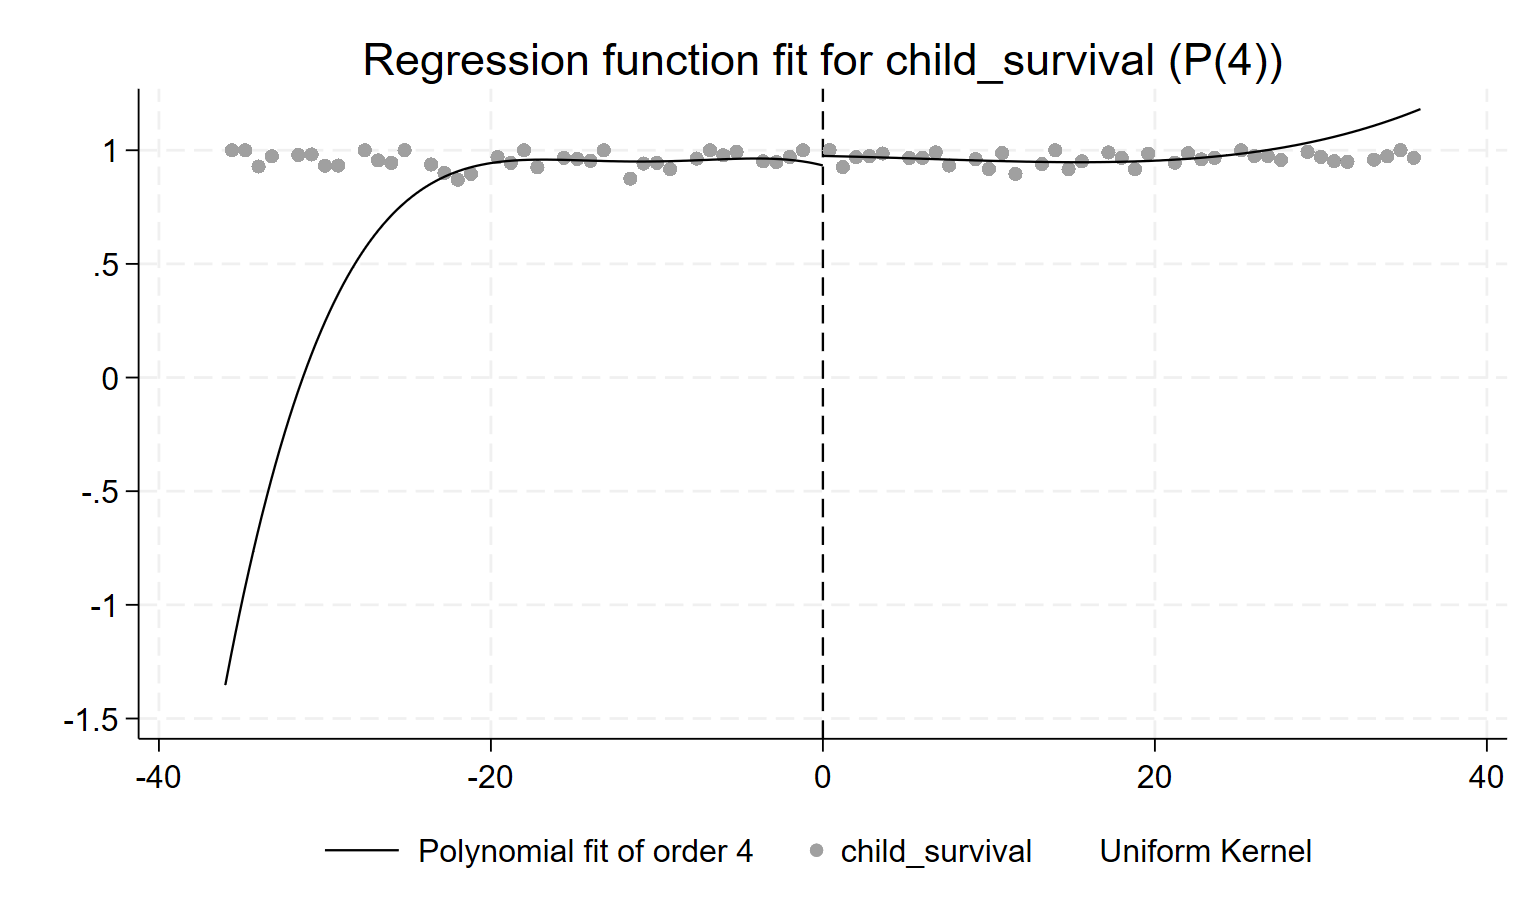 Regression function fit for child_survival (P(4))
1
.5
0
-.5
-1
-1.5
-40 -20 0 20 40
Polynomial fit of order 4 child_survival Uniform Kernel